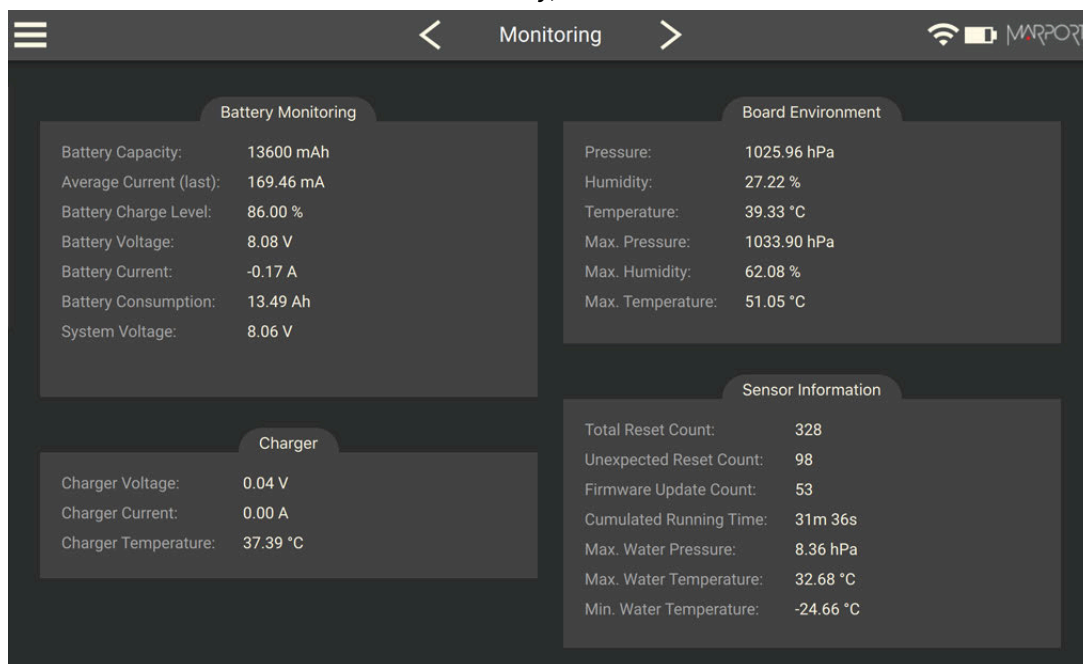 Monitoring
MARPORT
Battery Monitoring
Battery Capacity: 13600 mAh
Average Current (last): 169.46 mA
Battery Charge Level: 86.00 %
Battery Voltage: 8.08 V
Battery Current: -0.17 A
Battery Consumption: 13.49 Ah
System Voltage: 8.06 V
Charger
Charger Voltage: 0.04 V
Charger Current: 0.00 A
Charger Temperature: 37.39 °C
Board Environment
Pressure: 1025.96 hPa
Humidity: 27.22 %
Temperature: 39.33 °C
Max. Pressure: 1033.90 hPa
Max. Humidity: 62.08 %
Max. Temperature: 51.05 °C
Sensor Information
Total Reset Count: 328
Unexpected Reset Count: 98
Firmware Update Count: 53
Cumulated Running Time: 31m 36s
Max. Water Pressure: 8.36 hPa
Max. Water Temperature: 32.68 °C
Min. Water Temperature: -24.66 °C